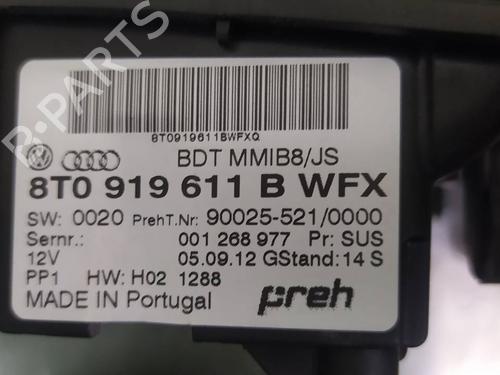 8T0919611BWFXQ
BDT MMIB8/JS
8T0 919 611 B WFX
SW: 0020 PrehT.Nr: 90025-521/0000
Sernr.: 001 268 977 Pr: SUS
12V 05.09.12 GStand: 14 S
PP1 HW: H02 1288
MADE IN Portugal preh